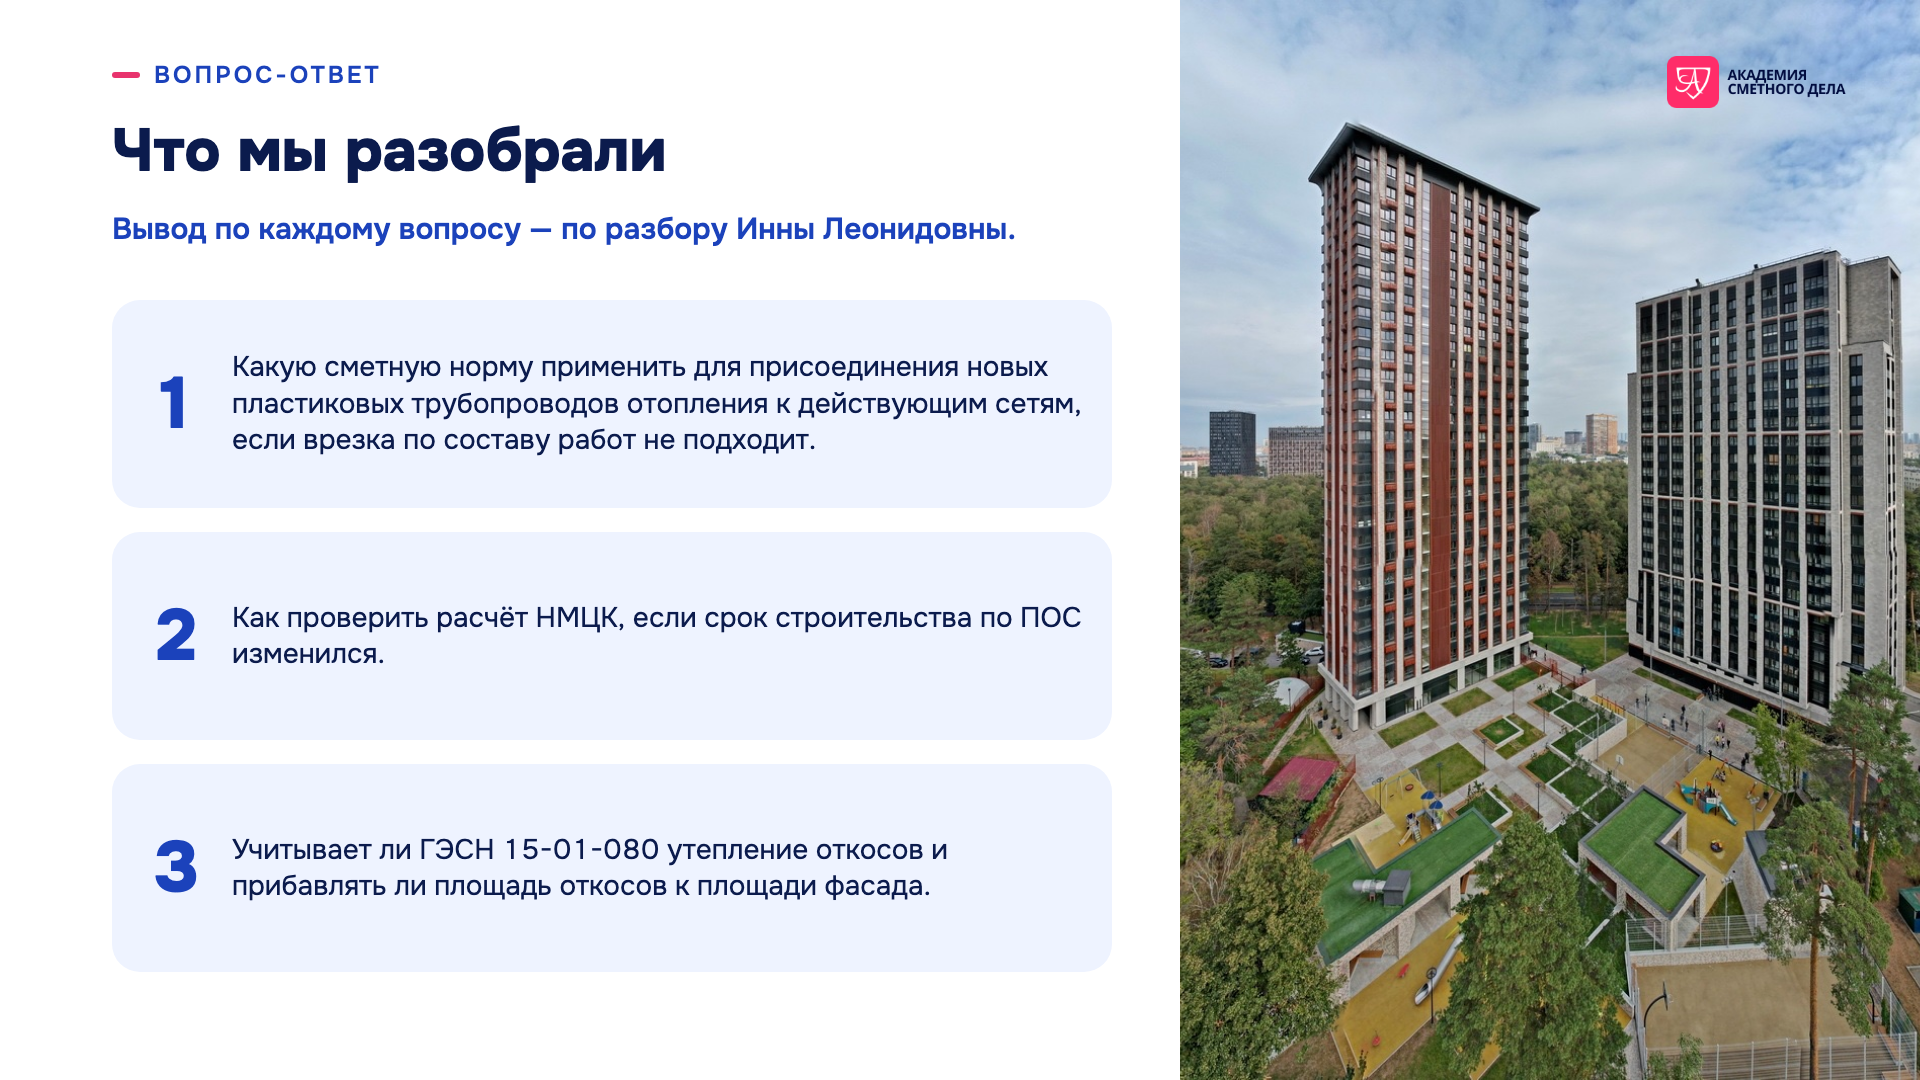 ВОПРОС-ОТВЕТ
АКАДЕМИЯ
СМЕТНОГО ДЕЛА
Что мы разобрали
Вывод по каждому вопросу — по разбору Инны Леонидовны.
1
Какую сметную норму применить для присоединения новых
пластиковых трубопроводов отопления к действующим сетям,
если врезка по составу работ не подходит.
2
Как проверить расчёт НМЦК, если срок строительства по ПОС
изменился.
3
Учитывает ли ГЭСН 15-01-080 утепление откосов и
прибавлять ли площадь откосов к площади фасада.